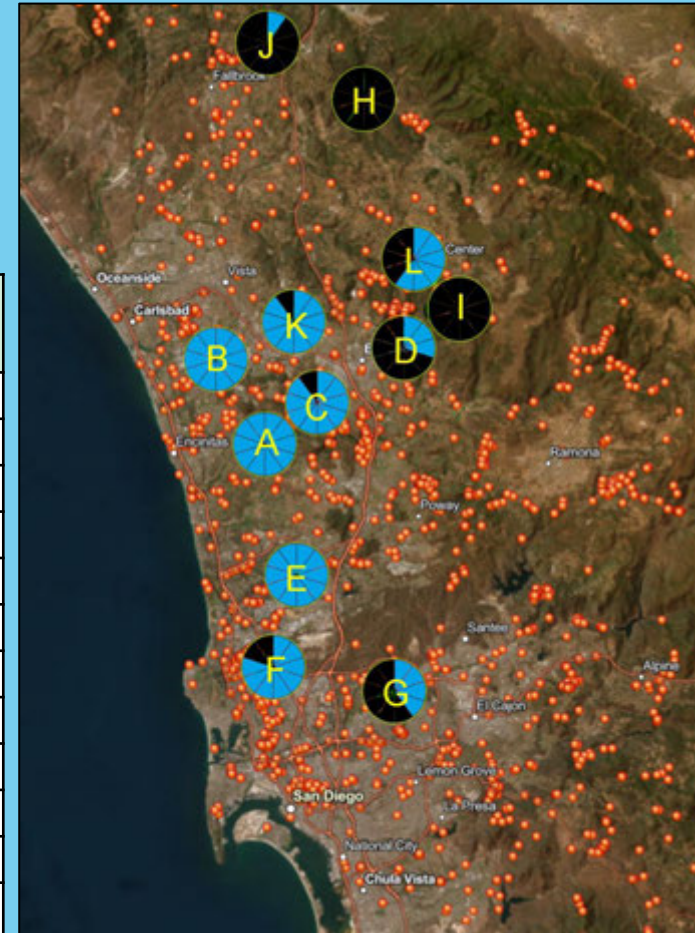 J
Fallbrook
H
L
Center
I
Oceanside
Vista
Carlsbad
K
D
B
E
C
A
Encinitas
Ramona
Poway
E
Santee
F
Alpine
G
El Cajon
Lemon Grove
San Diego
La Presa
National City
Chula Vista